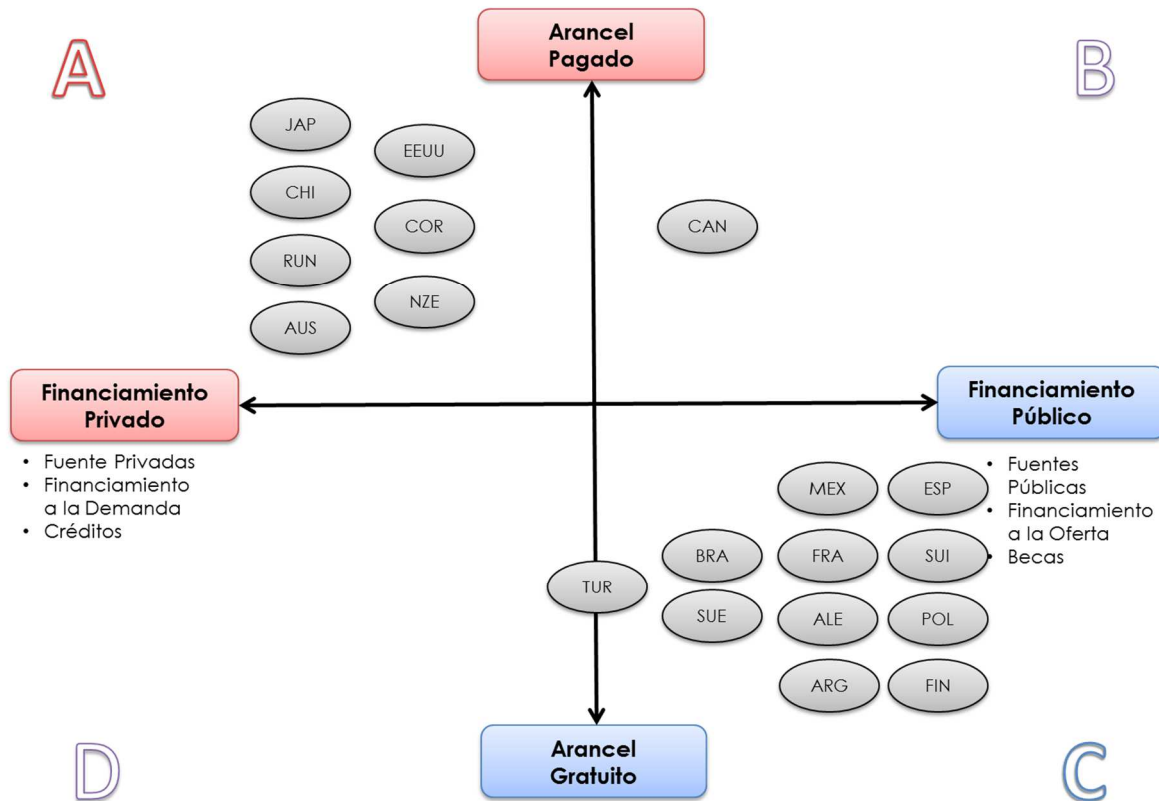 A
Arancel
Pagado
B
JAP
EEUU
CHI
COR
CAN
RUN
NZE
AUS
Financiamiento
Privado
Financiamiento
Público
• Fuente Privadas
• Financiamiento
a la Demanda
• Créditos
• Fuentes
Públicas
• Financiamiento
a la Oferta
• Becas
MEX
ESP
BRA
FRA
SUI
TUR
SUE
ALE
POL
ARG
FIN
D
Arancel
Gratuito
C